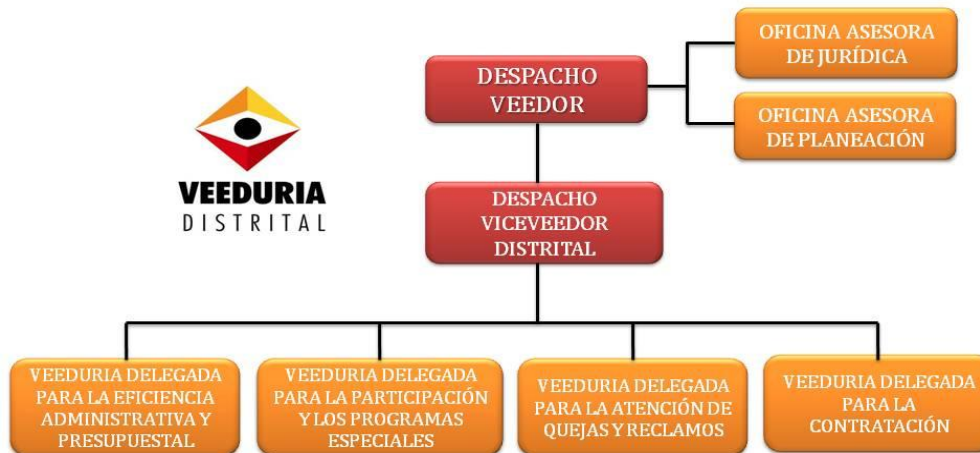 OFICINA ASESORA
DE JURÍDICA
DESPACHO
VEEDOR
OFICINA ASESORA
DE PLANEACIÓN
VEEDURIA
DISTRITAL
DESPACHO
VICEVEEDOR
DISTRITAL
VEEDURIA DELEGADA
PARA LA EFICIENCIA
ADMINISTRATIVA Y
PRESUPUESTAL
VEEDURIA DELEGADA
PARA LA PARTICIPACIÓN
Y LOS PROGRAMAS
ESPECIALES
VEEDURIA DELEGADA
PARA LA ATENCIÓN DE
QUEJAS Y RECLAMOS
VEEDURIA DELEGADA
PARA LA
CONTRATACIÓN